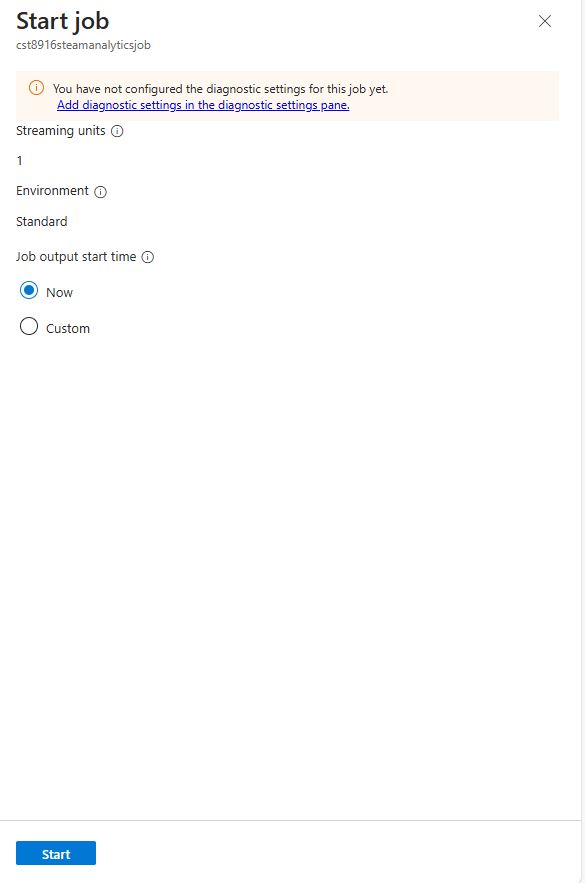 Start job
cst8916steamanalyticsjob
You have not configured the diagnostic settings for this job yet.
Add diagnostic settings in the diagnostic settings pane.
Streaming units
1
Environment
Standard
Job output start time
Now
Custom
Start